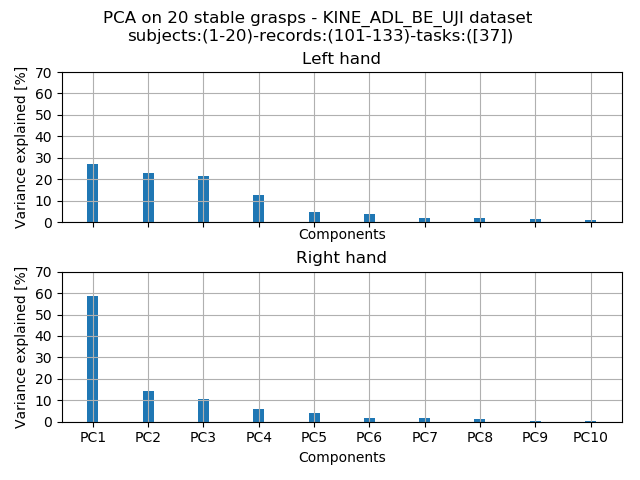 PCA on 20 stable grasps - KINE_ADL_BE_UJI dataset
subjects:(1-20)-records:(101-133)-tasks:([37])
Left hand
Variance explained [%]
70
60
50
40
30
20
10
0
Components
Right hand
Variance explained [%]
70
60
50
40
30
20
10
0
PC1 PC2 PC3 PC4 PC5 PC6 PC7 PC8 PC9 PC10
Components